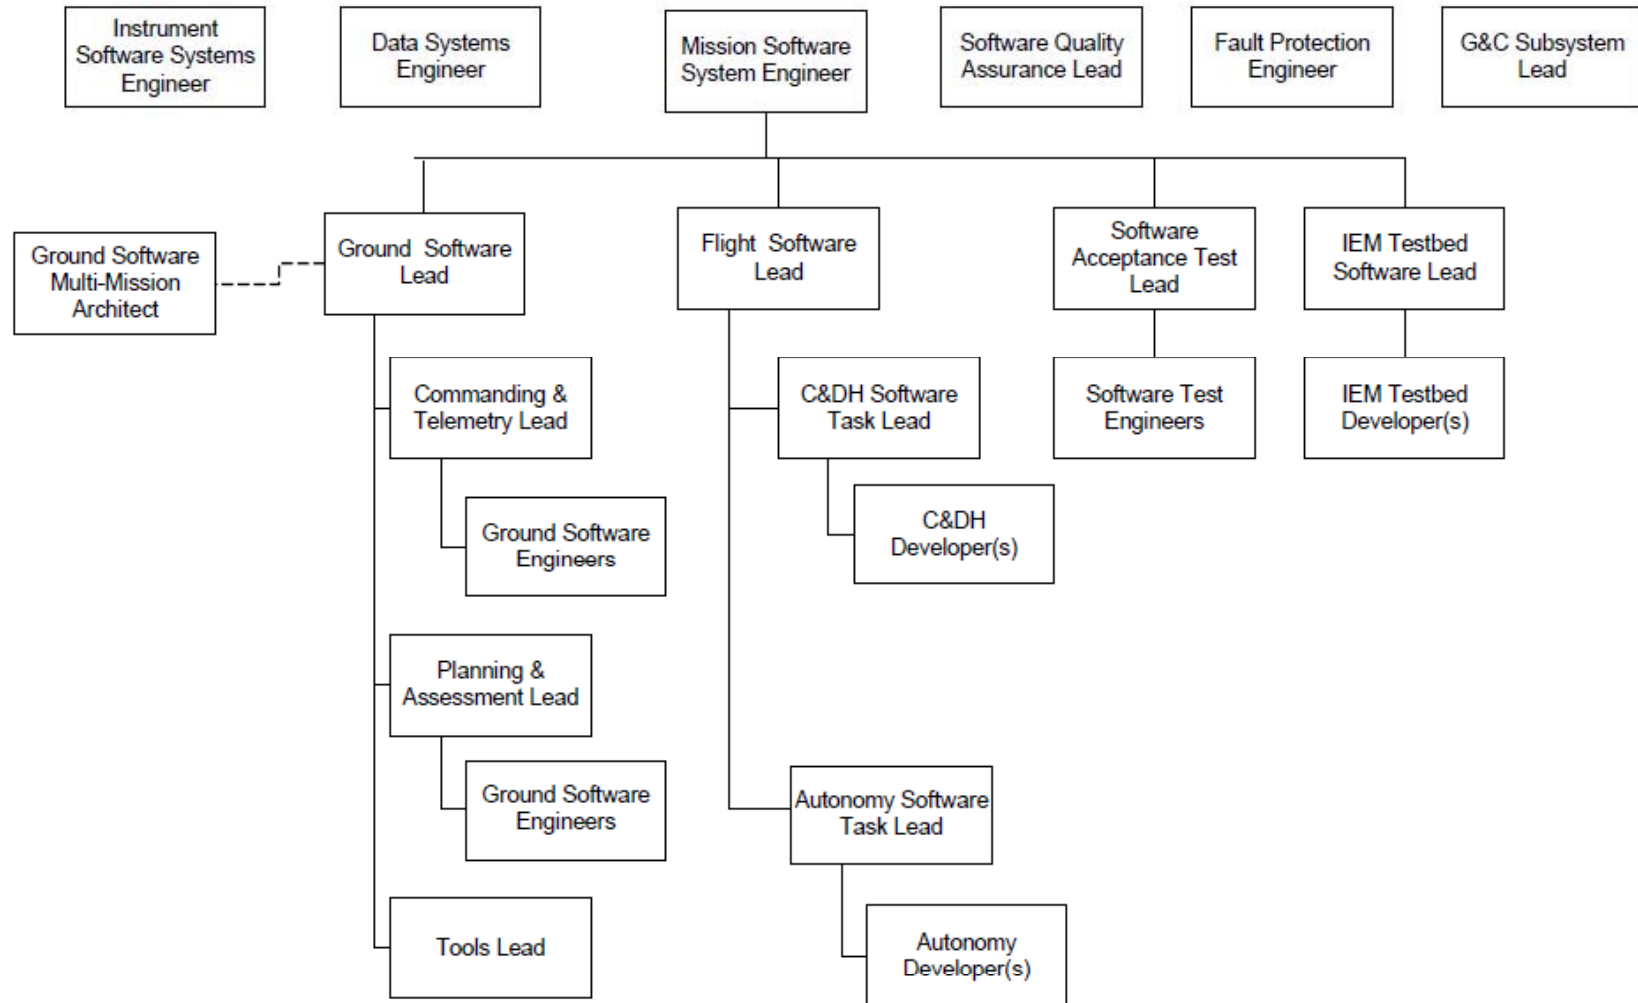 Instrument
Software Systems
Engineer
Data Systems
Engineer
Mission Software
System Engineer
Software Quality
Assurance Lead
Fault Protection
Engineer
G&C Subsystem
Lead
Ground Software
Multi-Mission
Architect
Ground Software
Lead
Flight Software
Lead
Software
Acceptance Test
Lead
IEM Testbed
Software Lead
Commanding &
Telemetry Lead
C&DH Software
Task Lead
Software Test
Engineers
IEM Testbed
Developer(s)
Ground Software
Engineers
C&DH
Developer(s)
Planning &
Assessment Lead
Ground Software
Engineers
Autonomy Software
Task Lead
Tools Lead
Autonomy
Developer(s)